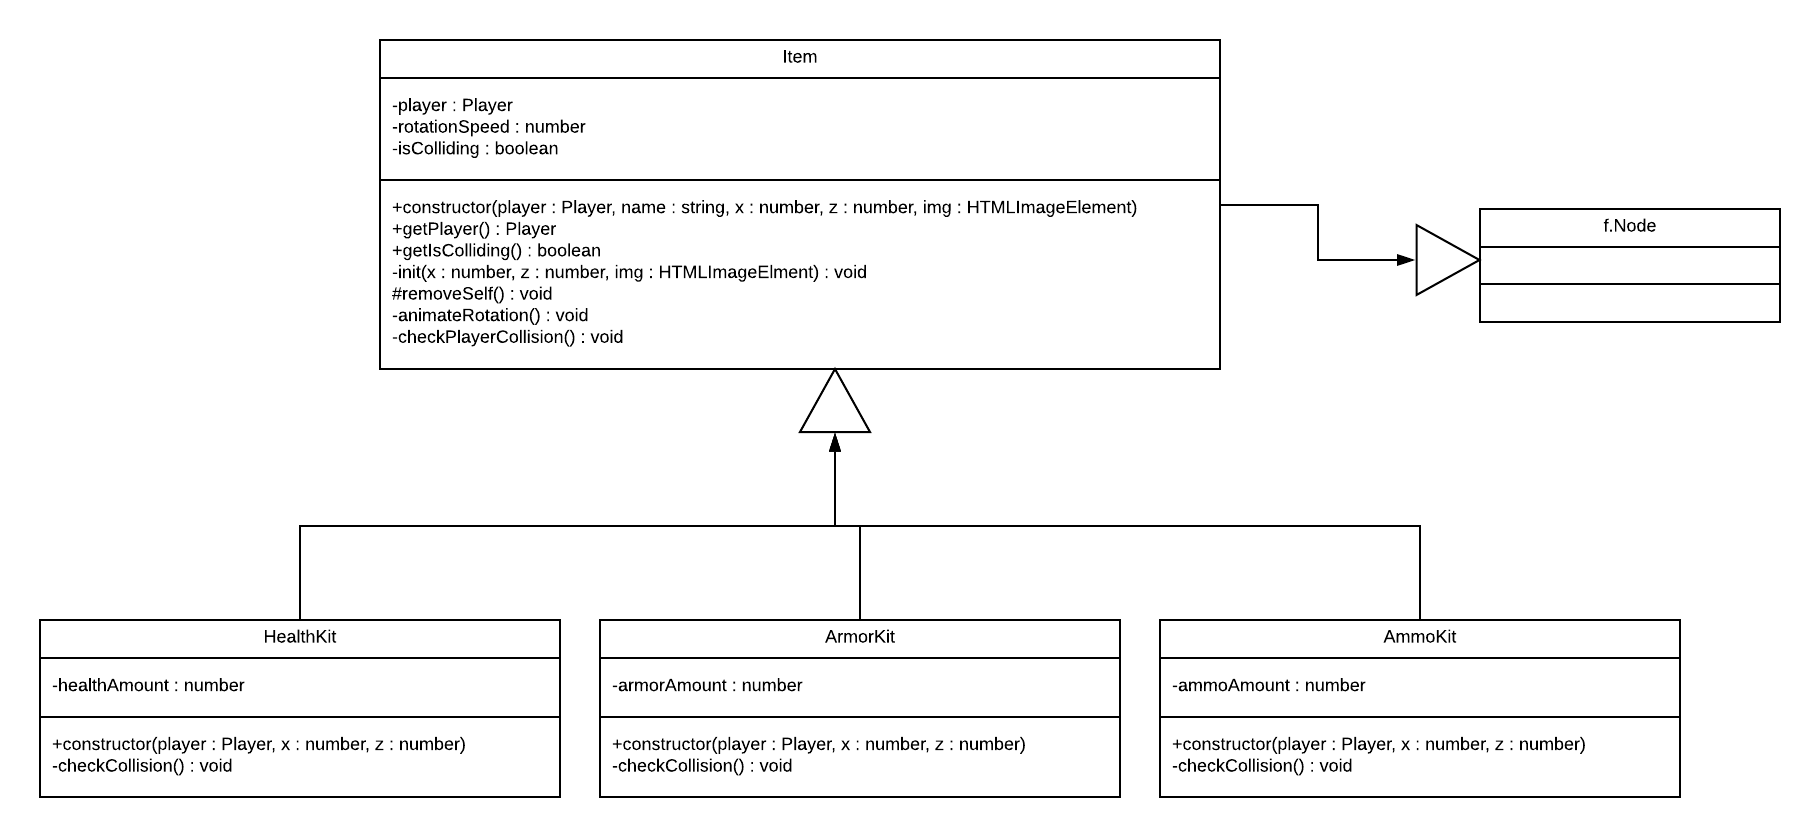 Item
-player : Player
-rotationSpeed : number
-isColliding : boolean
+constructor(player : Player, name : string, x : number, z : number, img : HTMLImageElement)
+getPlayer() : Player
+getIsColliding() : boolean
-init(x : number, z : number, img : HTMLImageElment) : void
#removeSelf() : void
-animateRotation() : void
-checkPlayerCollision() : void
f.Node
HealthKit
-healthAmount : number
+constructor(player : Player, x : number, z : number)
-checkCollision() : void
ArmorKit
-armorAmount : number
+constructor(player : Player, x : number, z : number)
-checkCollision() : void
AmmoKit
-ammoAmount : number
+constructor(player : Player, x : number, z : number)
-checkCollision() : void